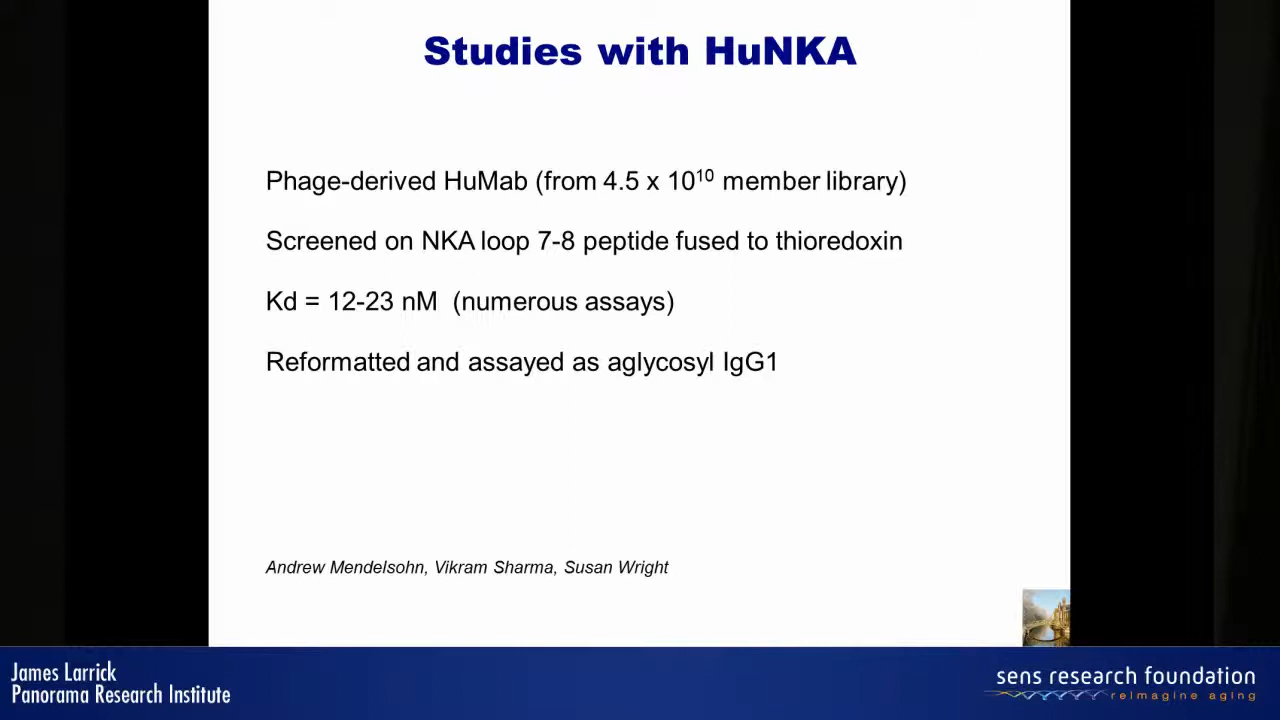 Studies with HuNKA
Phage-derived HuMab (from 4.5 x 10¹⁰ member library)
Screened on NKA loop 7-8 peptide fused to thioredoxin
Kd = 12-23 nM (numerous assays)
Reformatted and assayed as aglycosyl IgG1
Andrew Mendelsohn, Vikram Sharma, Susan Wright
James Larrick
Panorama Research Institute
sens research foundation
reimagine aging